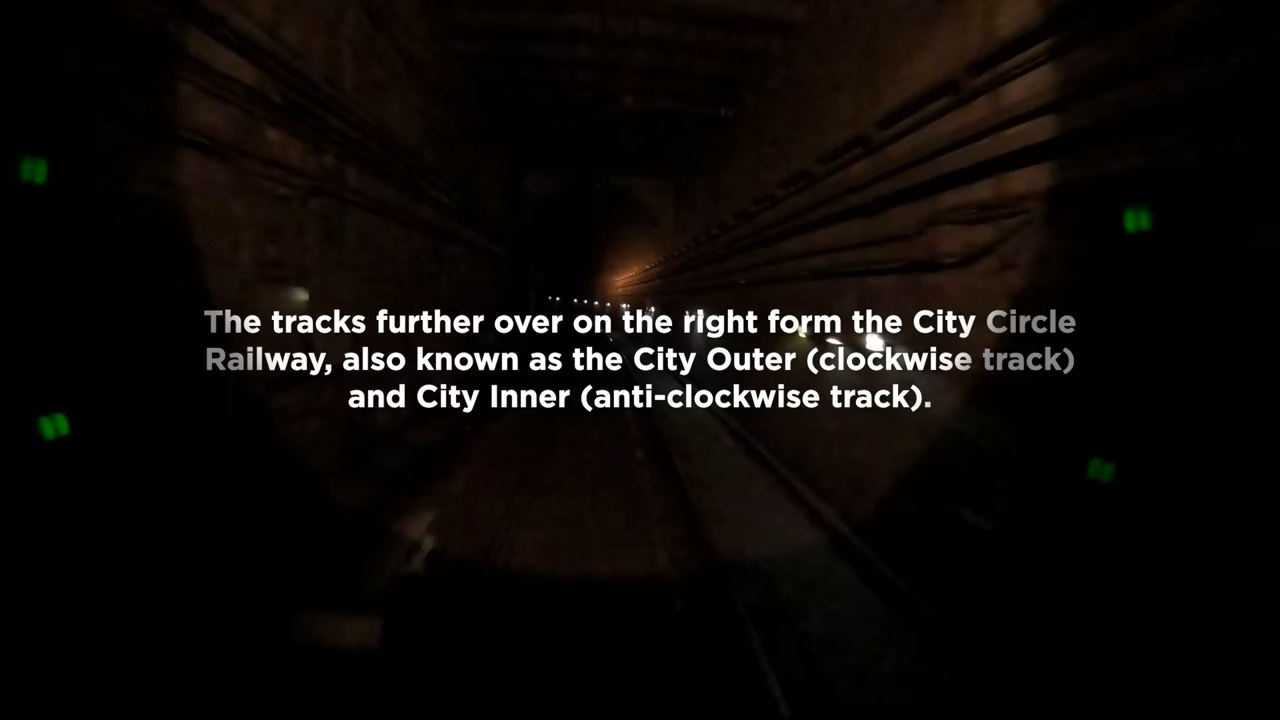 The tracks further over on the right form the City Circle
Railway, also known as the City Outer (clockwise track)
and City Inner (anti-clockwise track).